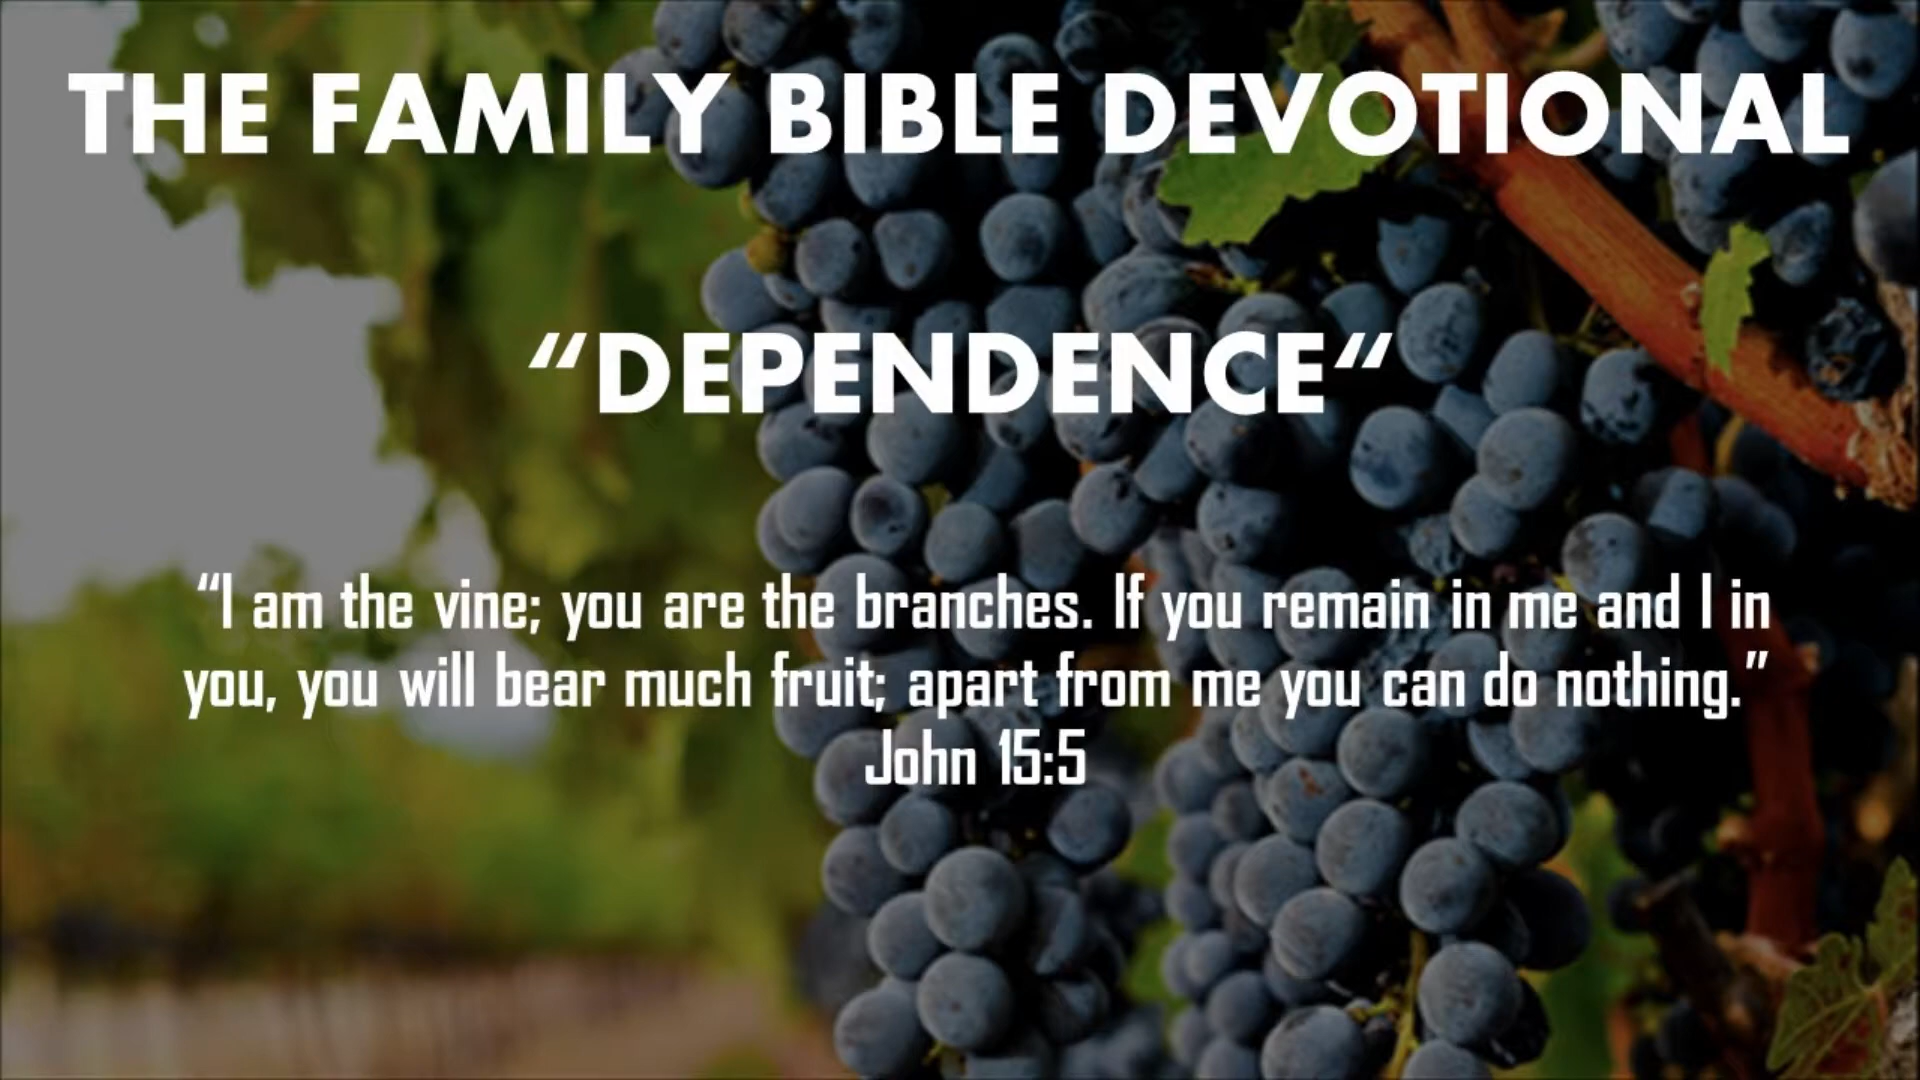 THE FAMILY BIBLE DEVOTIONAL
“DEPENDENCE“
“I am the vine; you are the branches. If you remain in me and I in
you, you will bear much fruit; apart from me you can do nothing.”
John 15:5